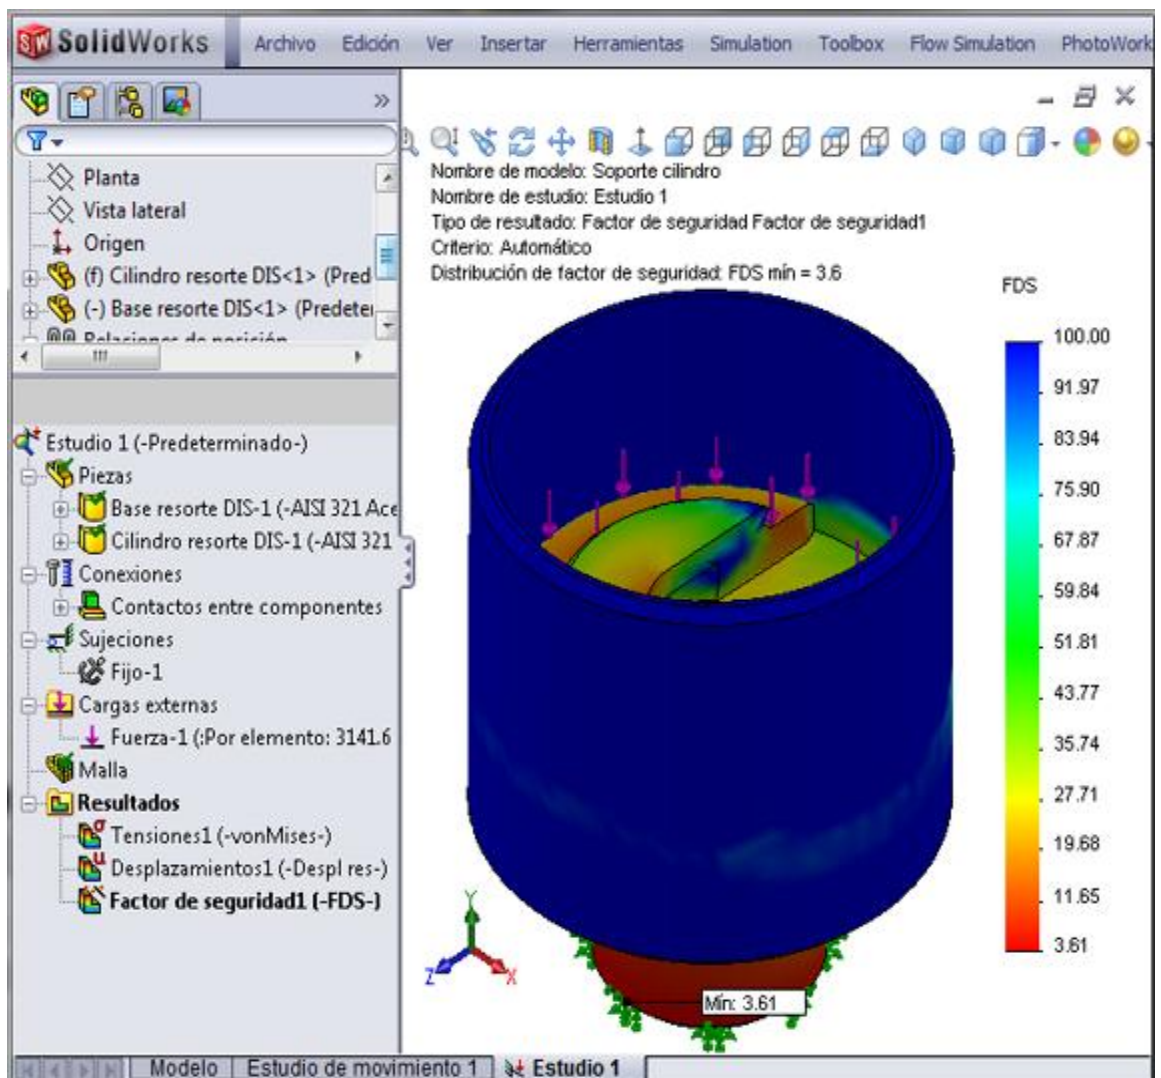 SolidWorks Archivo Edición Ver Insertar Herramientas Simulation Toolbox Flow Simulation PhotoWork
Planta
Vista lateral
Origen
(f) Cilindro resorte DIS<1> (Pred
(-) Base resorte DIS<1> (Predeter
Relaciones de posición
Estudio 1 (-Predeterminado-)
Piezas
Base resorte DIS-1 (-AISI 321 Ace
Cilindro resorte DIS-1 (-AISI 321
Conexiones
Contactos entre componentes
Sujeciones
Fijo-1
Cargas externas
Fuerza-1 (:Por elemento: 3141.6
Malla
Resultados
Tensiones1 (-vonMises-)
Desplazamientos1 (-Despl res-)
Factor de seguridad1 (-FDS-)
Nombre de modelo: Soporte cilindro
Nombre de estudio: Estudio 1
Tipo de resultado: Factor de seguridad Factor de seguridad1
Criterio: Automático
Distribución de factor de seguridad: FDS mín = 3.6
FDS
100.00
91.97
83.94
75.90
67.87
59.84
51.81
43.77
35.74
27.71
19.68
11.65
3.61
Y
Z
X
Mín: 3.61
Modelo Estudio de movimiento 1 Estudio 1